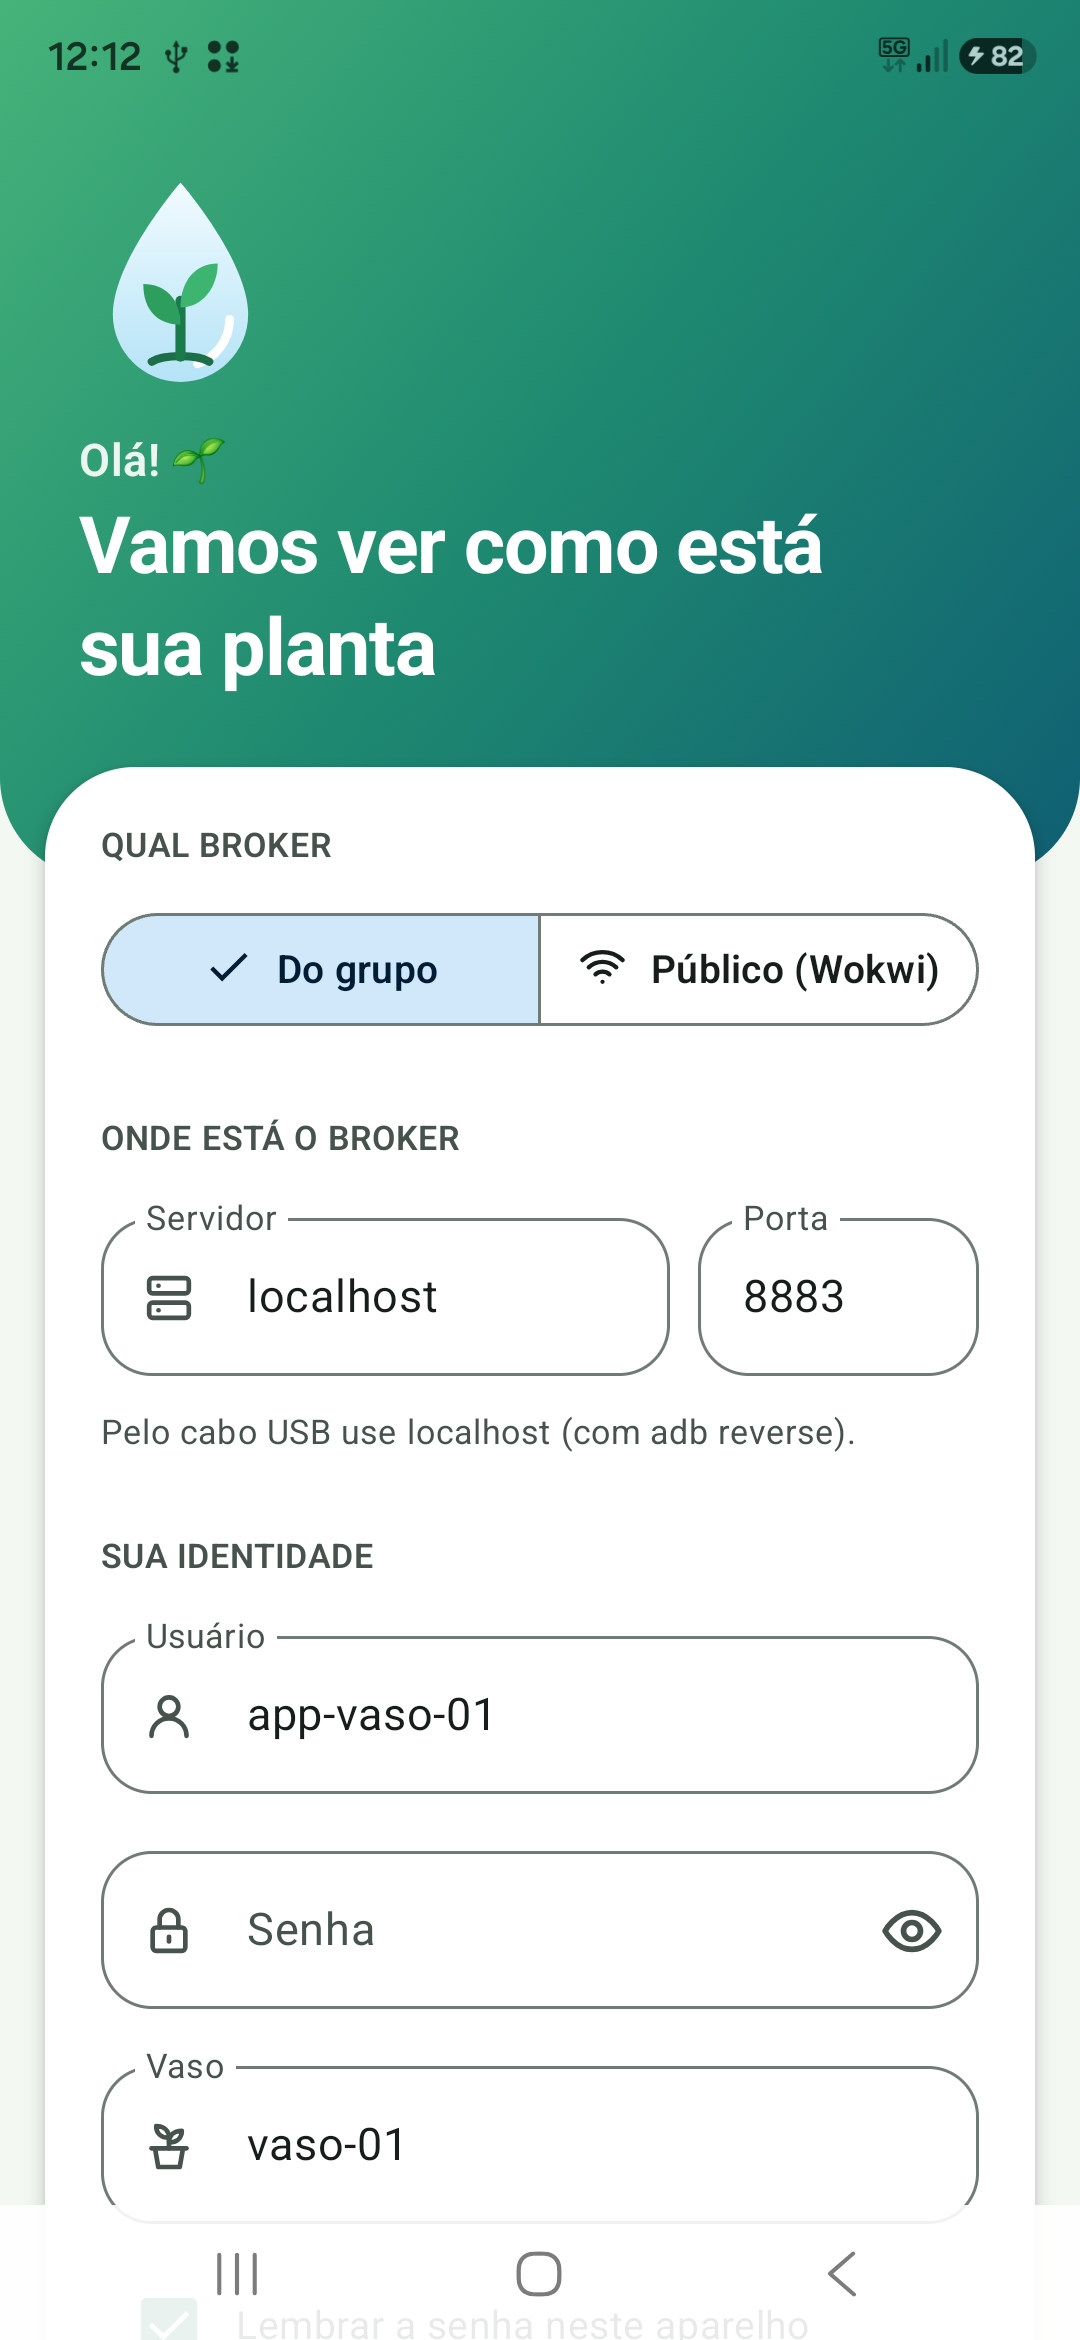 12:12
5G
82
Olá! 🌱
Vamos ver como está
sua planta
QUAL BROKER
Do grupo
Público (Wokwi)
ONDE ESTÁ O BROKER
Servidor
localhost
Porta
8883
Pelo cabo USB use localhost (com adb reverse).
SUA IDENTIDADE
Usuário
app-vaso-01
Senha
Vaso
vaso-01
Lembrar a senha neste aparelho